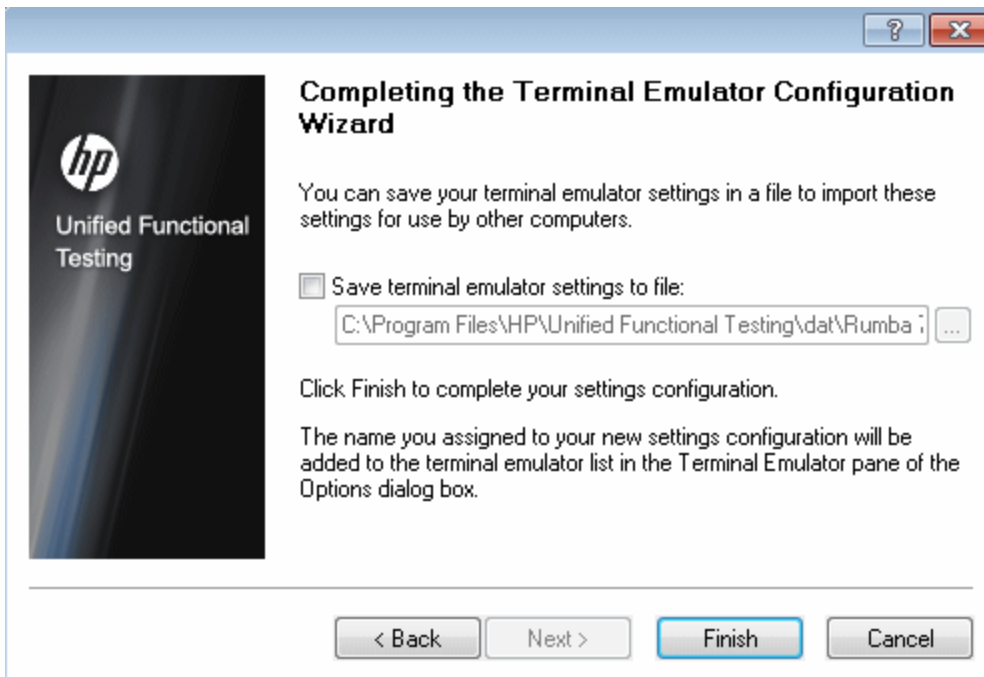 ?
Completing the Terminal Emulator Configuration
Wizard
hp
Unified Functional
Testing
You can save your terminal emulator settings in a file to import these
settings for use by other computers.
Save terminal emulator settings to file:
C:\Program Files\HP\Unified Functional Testing\dat\Rumba
...
Click Finish to complete your settings configuration.
The name you assigned to your new settings configuration will be
added to the terminal emulator list in the Terminal Emulator pane of the
Options dialog box.
< Back
Next >
Finish
Cancel